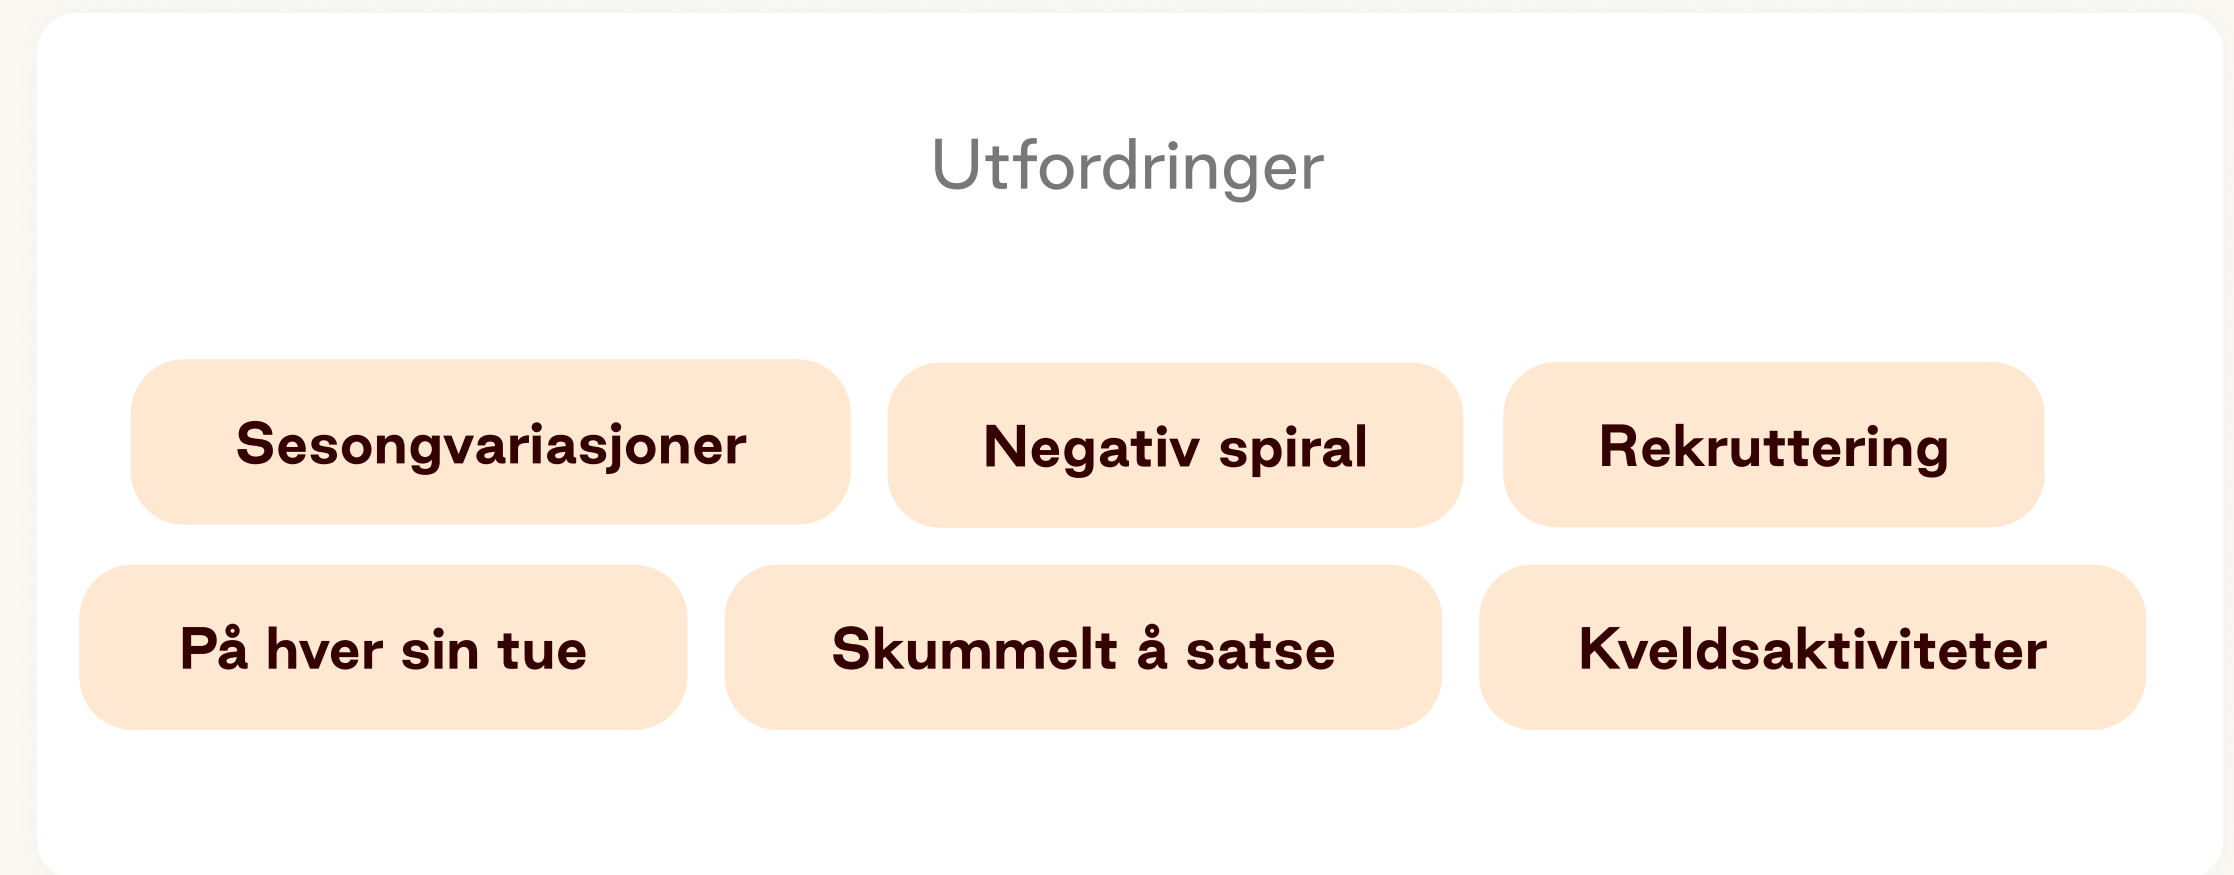 Utfordringer
Sesongvariasjoner
Negativ spiral
Rekruttering
På hver sin tue
Skummelt å satse
Kveldsaktiviteter